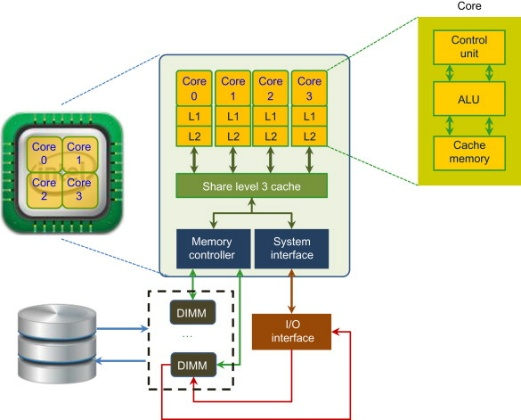 Core
Core
0
Core
1
Core
2
Core
3
L1
L1
L1
L1
L2
L2
L2
L2
Share level 3 cache
Memory
controller
System
interface
Control
unit
ALU
Cache
memory
Core
0
Core
1
Core
2
Core
3
intel
DIMM
...
DIMM
I/O
interface